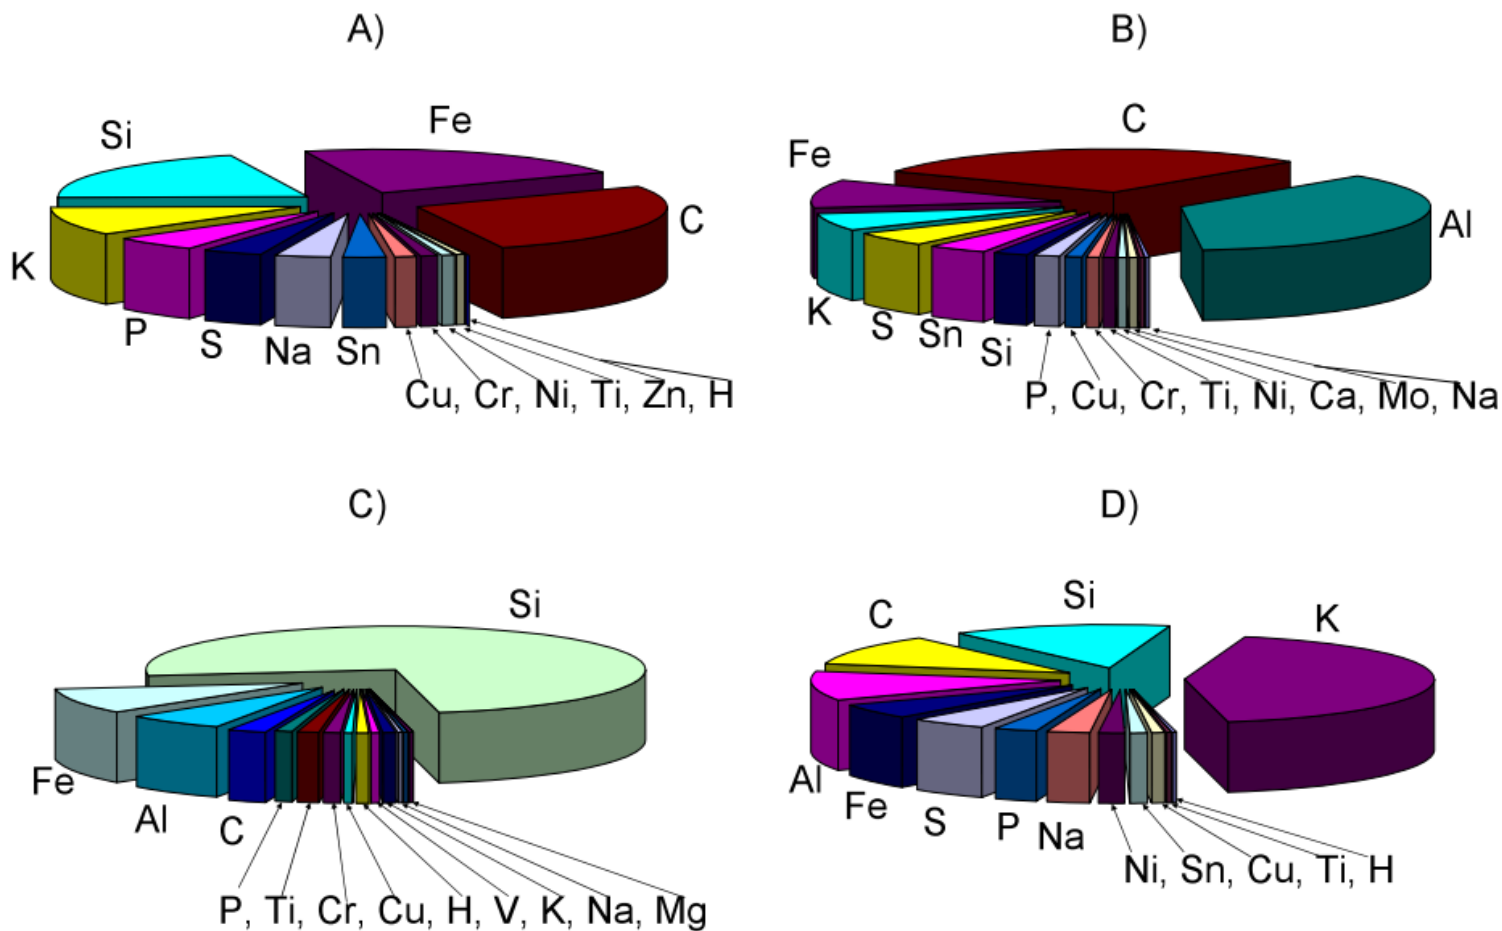 A)
Si
Fe
C
K
P
S
Na
Sn
Cu, Cr, Ni, Ti, Zn, H
B)
Fe
C
Al
K
S
Sn
Si
P, Cu, Cr, Ti, Ni, Ca, Mo, Na
C)
Si
Fe
Al
C
P, Ti, Cr, Cu, H, V, K, Na, Mg
D)
C
Si
K
Al
Fe
S
P
Na
Ni, Sn, Cu, Ti, H